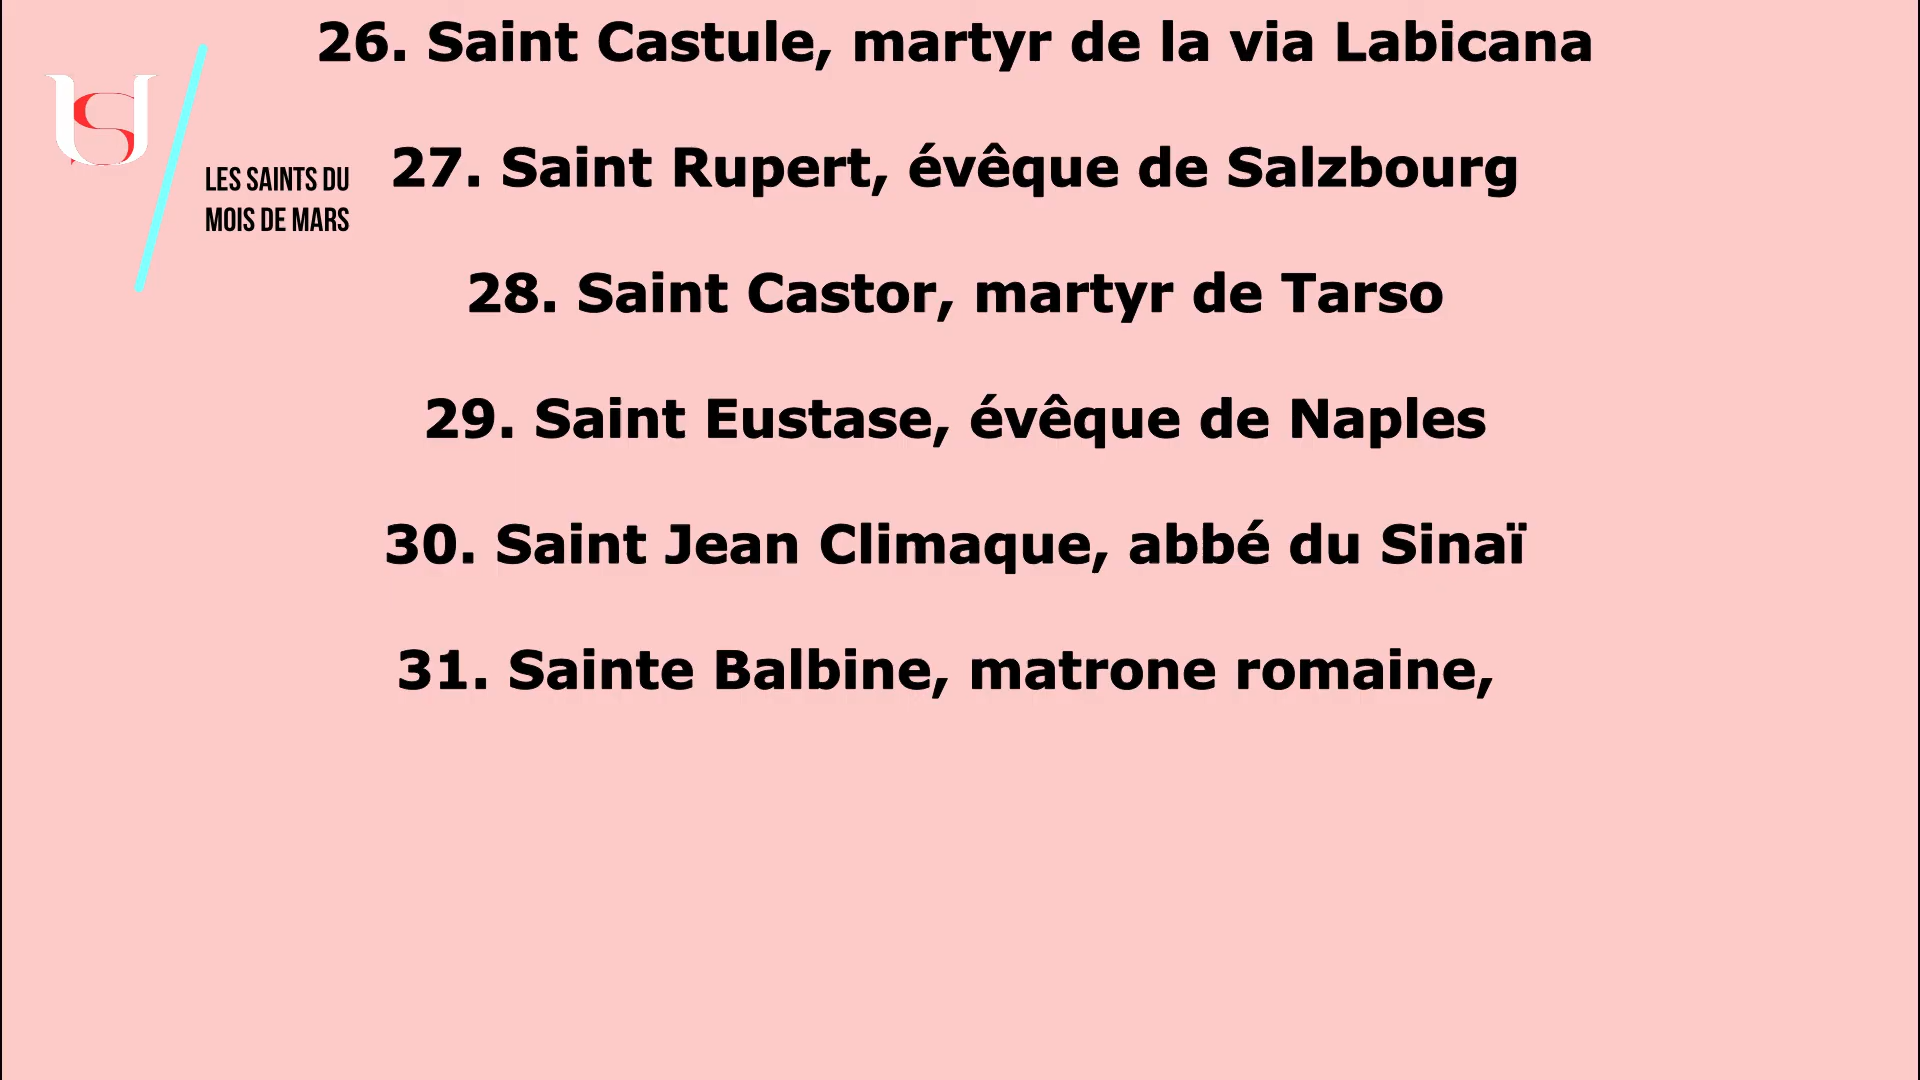 26. Saint Castule, martyr de la via Labicana
US
LES SAINTS DU
MOIS DE MARS
27. Saint Rupert, évêque de Salzbourg
28. Saint Castor, martyr de Tarso
29. Saint Eustase, évêque de Naples
30. Saint Jean Climaque, abbé du Sinaï
31. Sainte Balbine, matrone romaine,